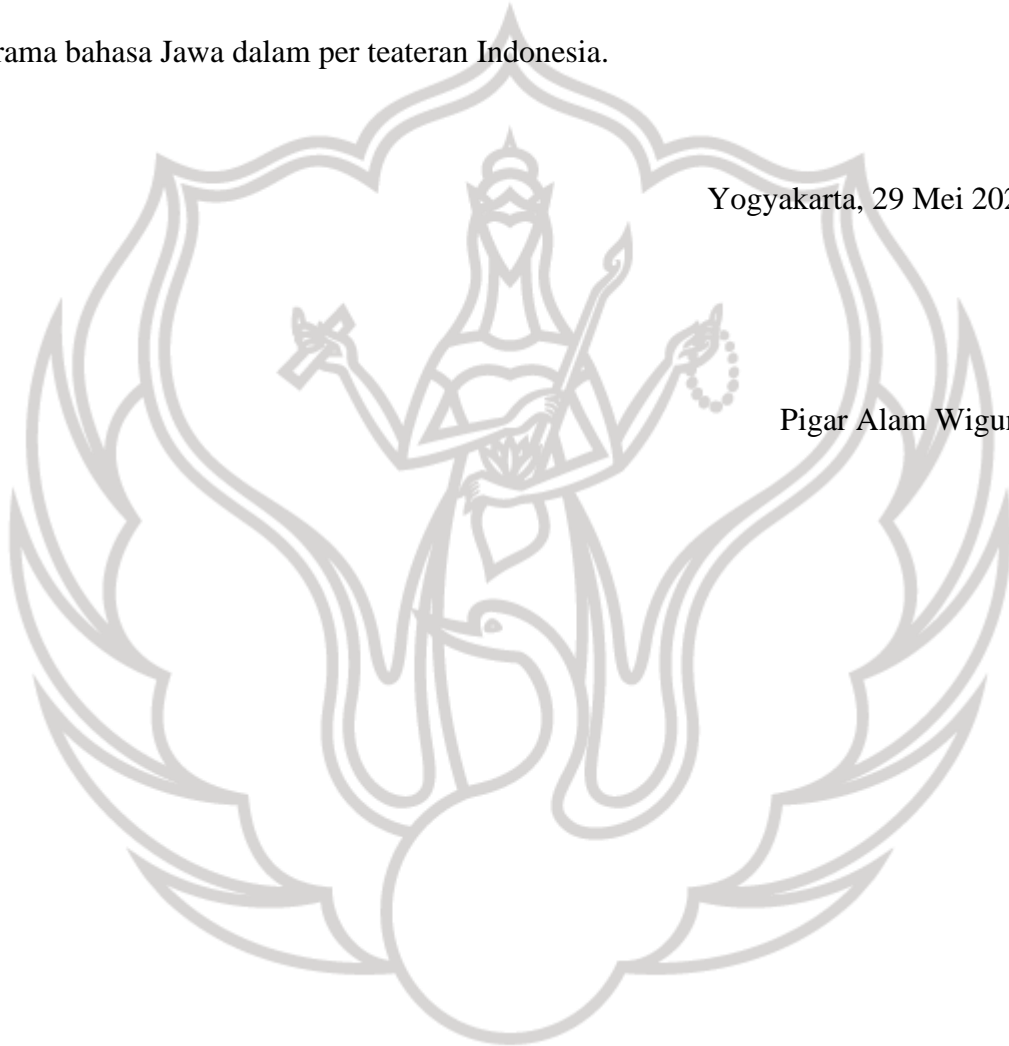 rama bahasa Jawa dalam per teateran Indonesia.
Yogyakarta, 29 Mei 202
Pigar Alam Wigu